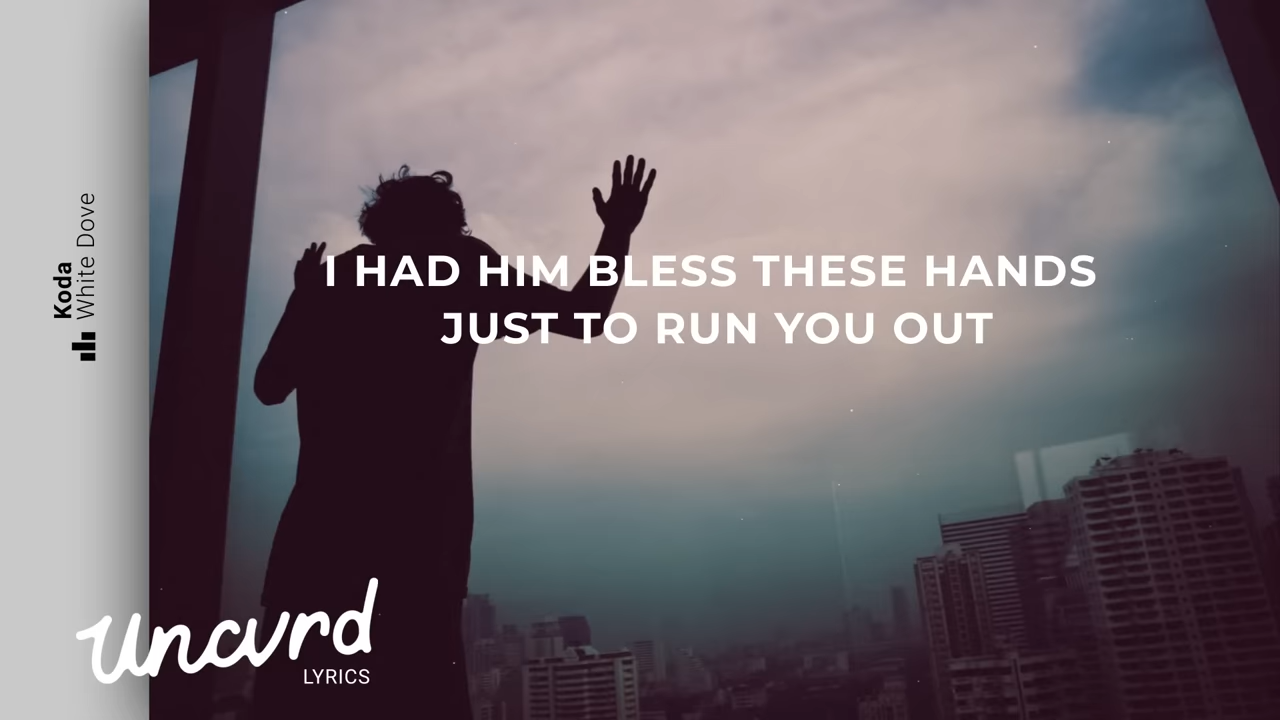 Koda
White Dove
I HAD HIM BLESS THESE HANDS
JUST TO RUN YOU OUT
Uncvrd
LYRICS